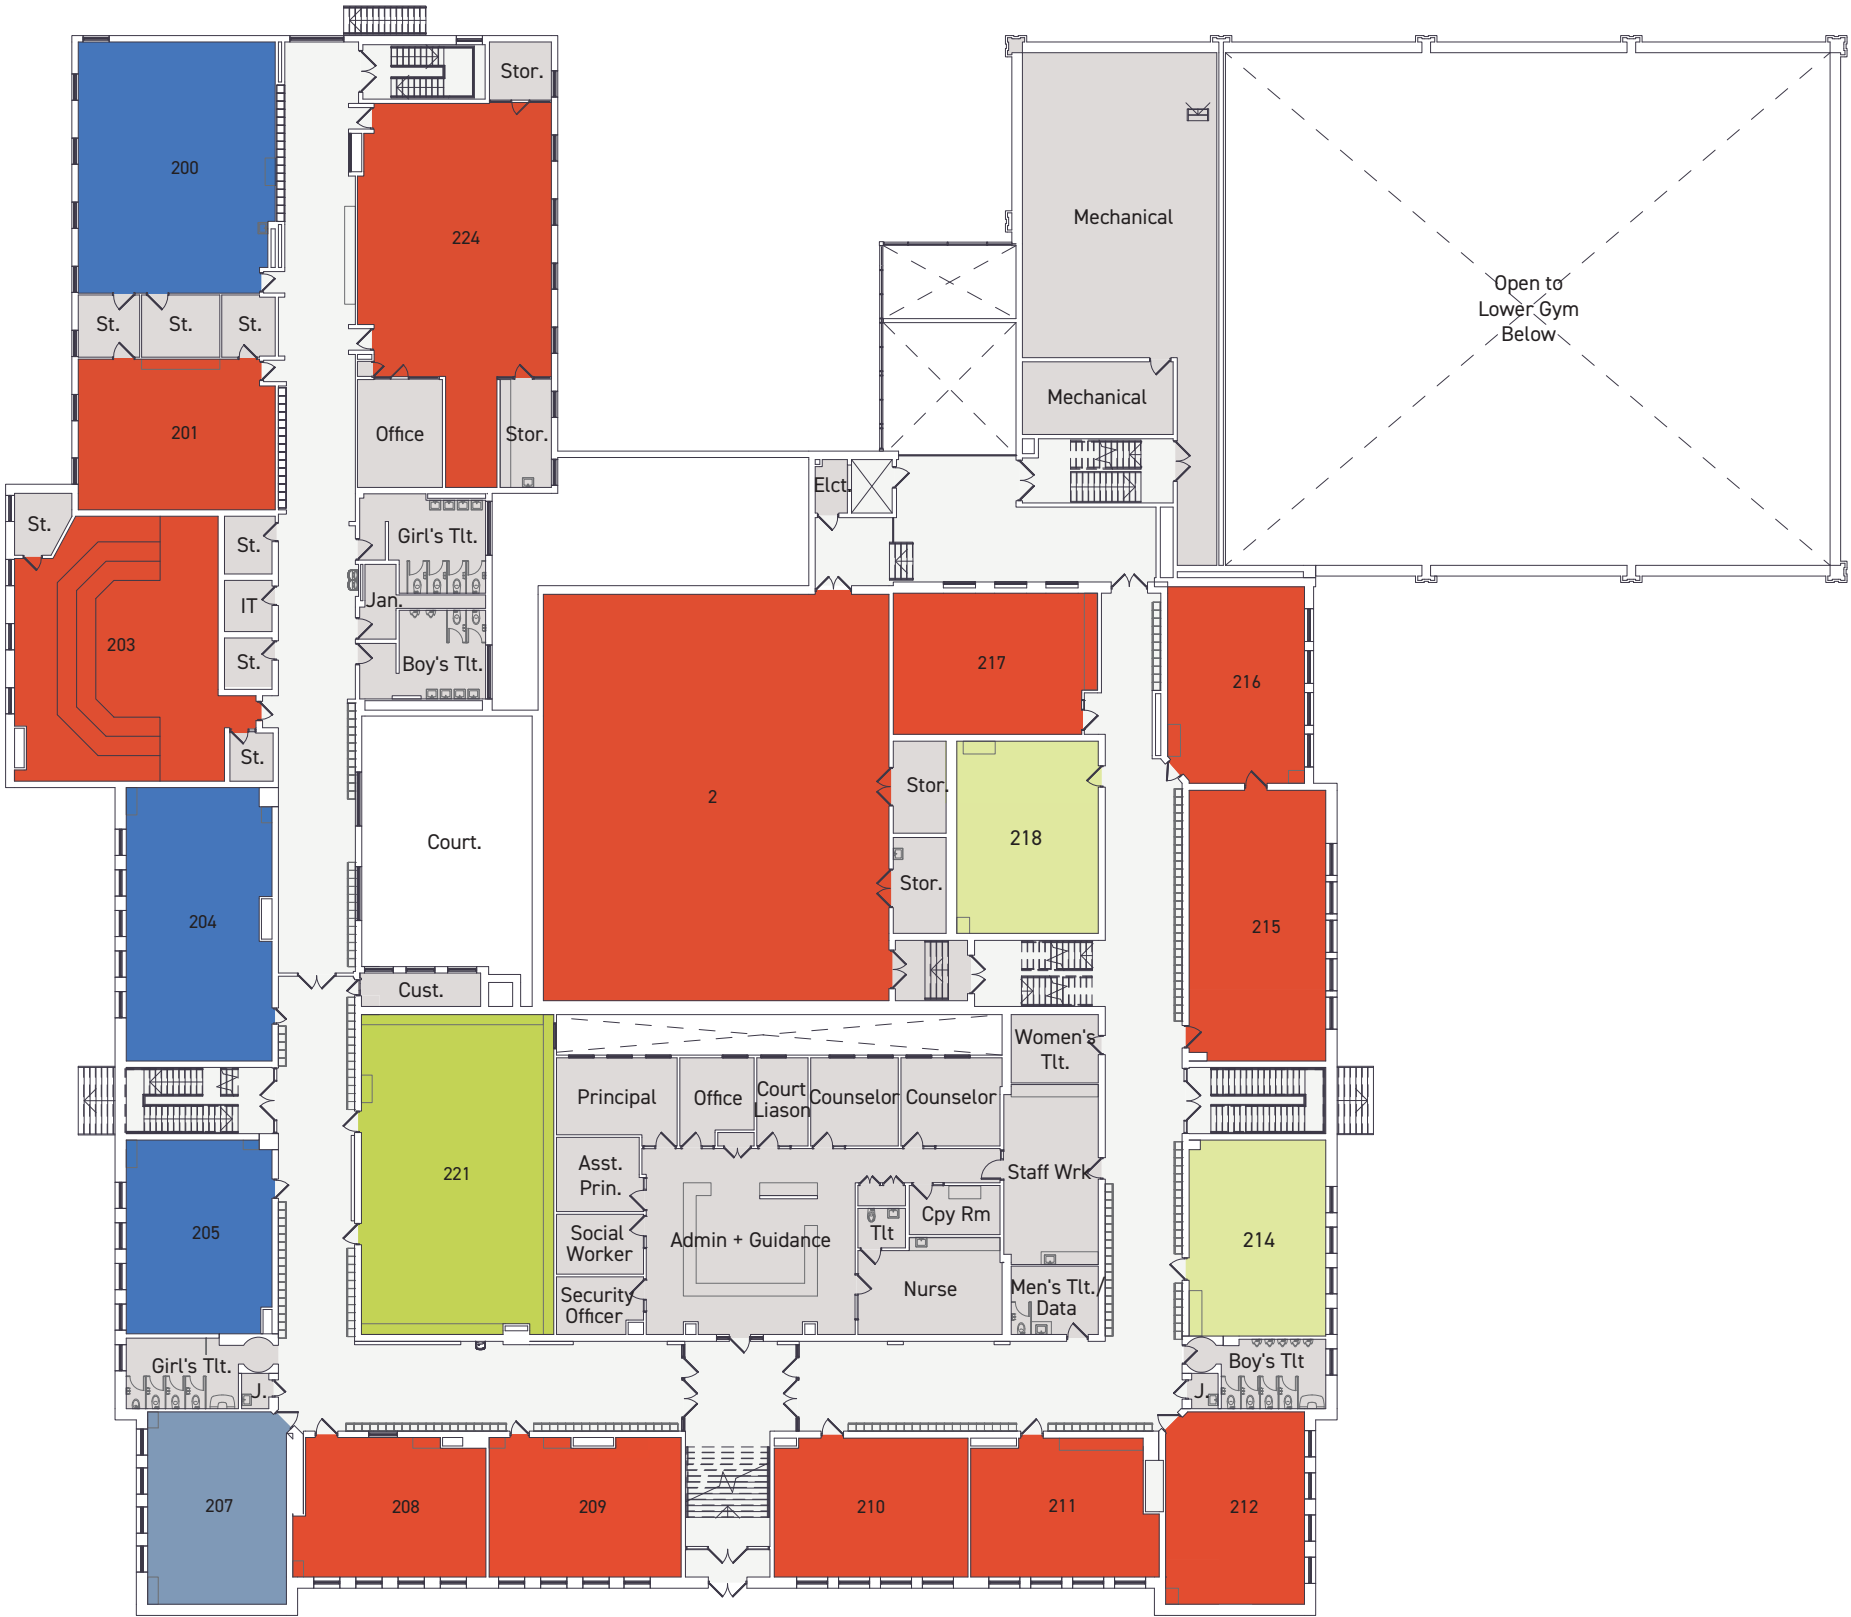 Stor.
200
224
Mechanical
Open to
Lower Gym
Below
St.
St.
St.
Mechanical
201
Office
Stor.
Elct.
St.
St.
Girl's Tlt.
IT
Jan.
203
St.
Boy's Tlt.
217
216
St.
2
Stor.
Court.
218
Stor.
204
215
Cust.
Women's
Tlt.
Principal
Office
Court
Liason
Counselor
Counselor
221
Asst.
Prin.
Staff Wrk
Cpy Rm
205
Social
Worker
Admin + Guidance
Tlt
214
Security
Officer
Nurse
Men's Tlt./
Data
Girl's Tlt.
J.
Boy's Tlt
J.
207
208
209
210
211
212